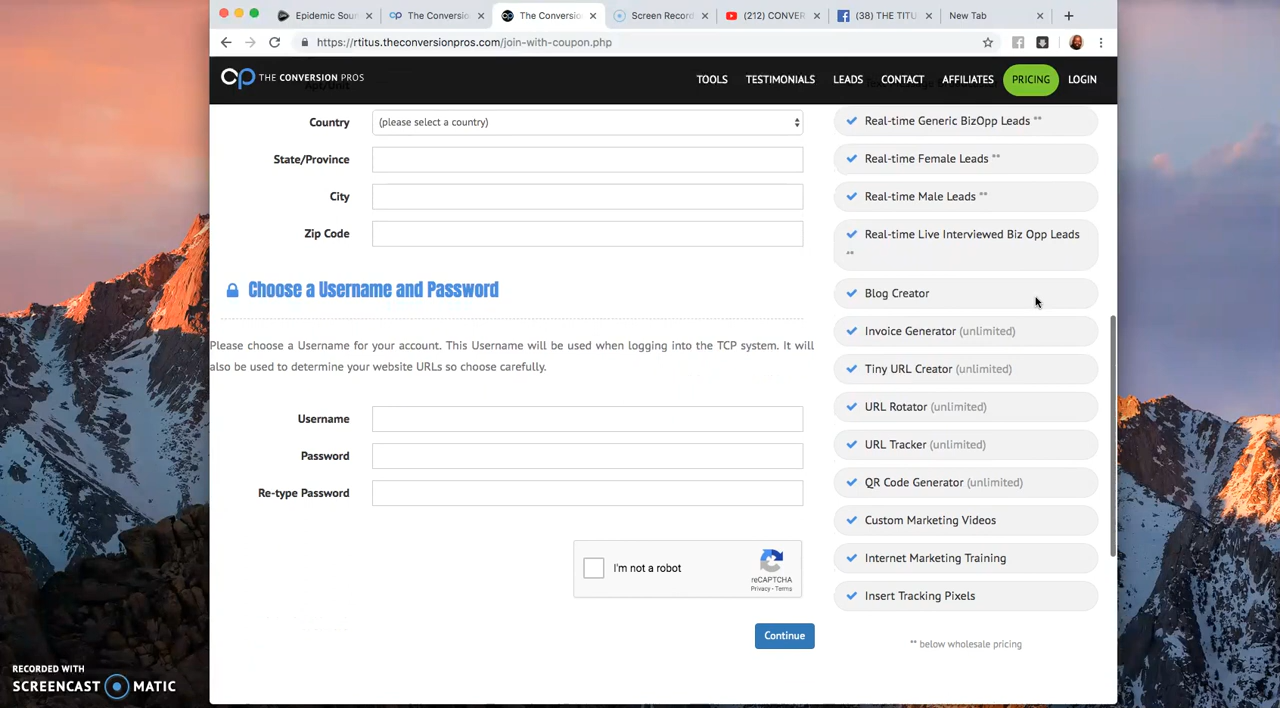 Epidemic Soun
The Conversio
The Conversio
Screen Record
(212) CONVER
(38) THE TITU
New Tab
https://rtitus.theconversionpros.com/join-with-coupon.php
THE CONVERSION PROS
TOOLS
TESTIMONIALS
LEADS
CONTACT
AFFILIATES
PRICING
LOGIN
Apt/Unit
Country
(please select a country)
State/Province
City
Zip Code
Choose a Username and Password
Please choose a Username for your account. This Username will be used when logging into the TCP system. It will
also be used to determine your website URLs so choose carefully.
Username
Password
Re-type Password
I'm not a robot
reCAPTCHA
Privacy - Terms
Continue
Real-time Generic BizOpp Leads **
Real-time Female Leads **
Real-time Male Leads **
Real-time Live Interviewed Biz Opp Leads
**
Blog Creator
Invoice Generator (unlimited)
Tiny URL Creator (unlimited)
URL Rotator (unlimited)
URL Tracker (unlimited)
QR Code Generator (unlimited)
Custom Marketing Videos
Internet Marketing Training
Insert Tracking Pixels
** below wholesale pricing
RECORDED WITH
SCREENCAST MATIC